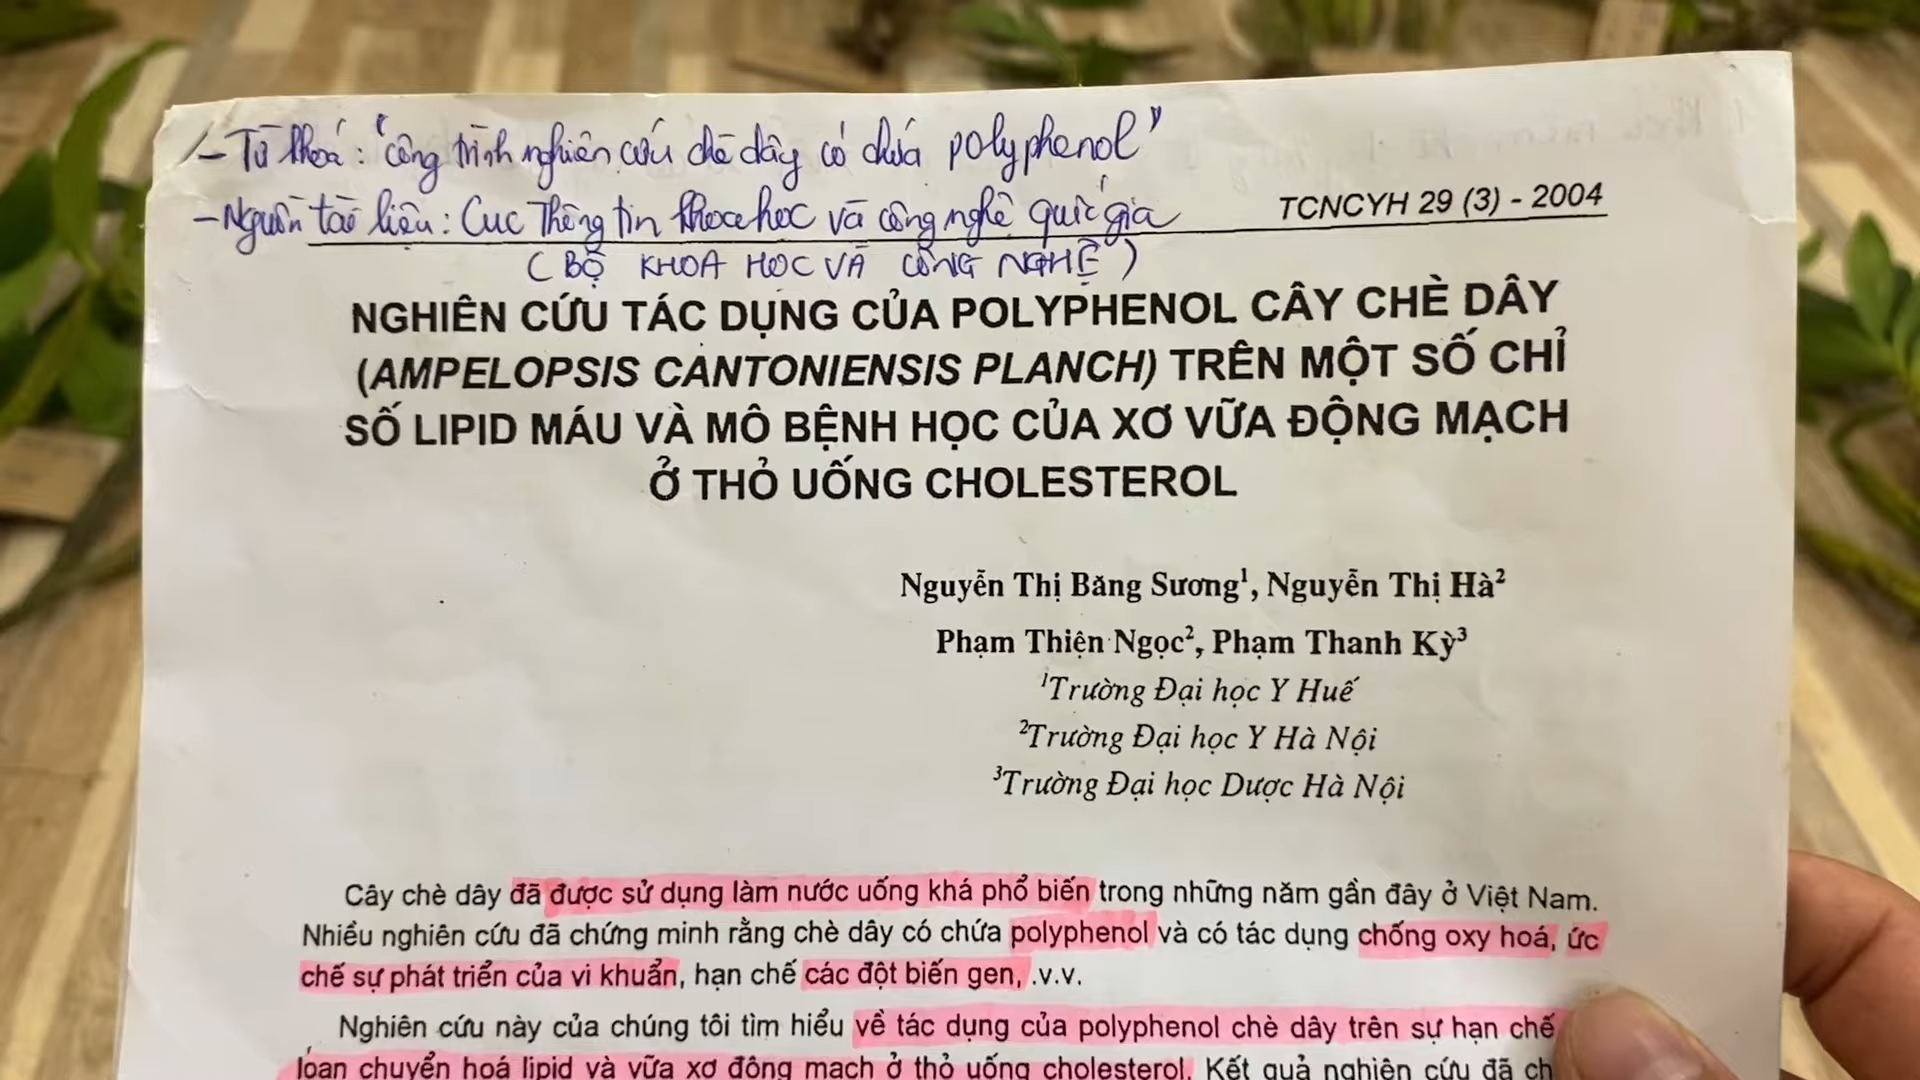 - Từ khoá: "công trình nghiên cứu chè dây có chứa polyphenol"
- Nguồn tài liệu: Cục Thông tin khoa học và công nghệ quốc gia
TCNCYH 29 (3) - 2004
(BỘ KHOA HỌC VÀ CÔNG NGHỆ)
NGHIÊN CỨU TÁC DỤNG CỦA POLYPHENOL CÂY CHÈ DÂY
(AMPELOPSIS CANTONIENSIS PLANCH) TRÊN MỘT SỐ CHỈ
SỐ LIPID MÁU VÀ MÔ BỆNH HỌC CỦA XƠ VỮA ĐỘNG MẠCH
Ở THỎ UỐNG CHOLESTEROL
Nguyễn Thị Băng Sương¹, Nguyễn Thị Hà²
Phạm Thiện Ngọc², Phạm Thanh Kỳ³
¹Trường Đại học Y Huế
²Trường Đại học Y Hà Nội
³Trường Đại học Dược Hà Nội
Cây chè dây đã được sử dụng làm nước uống khá phổ biến trong những năm gần đây ở Việt Nam.
Nhiều nghiên cứu đã chứng minh rằng chè dây có chứa polyphenol và có tác dụng chống oxy hoá, ức
chế sự phát triển của vi khuẩn, hạn chế các đột biến gen, .v.v.
Nghiên cứu này của chúng tôi tìm hiểu về tác dụng của polyphenol chè dây trên sự hạn chế
loạn chuyển hoá lipid và vữa xơ động mạch ở thỏ uống cholesterol. Kết quả nghiên cứu đã